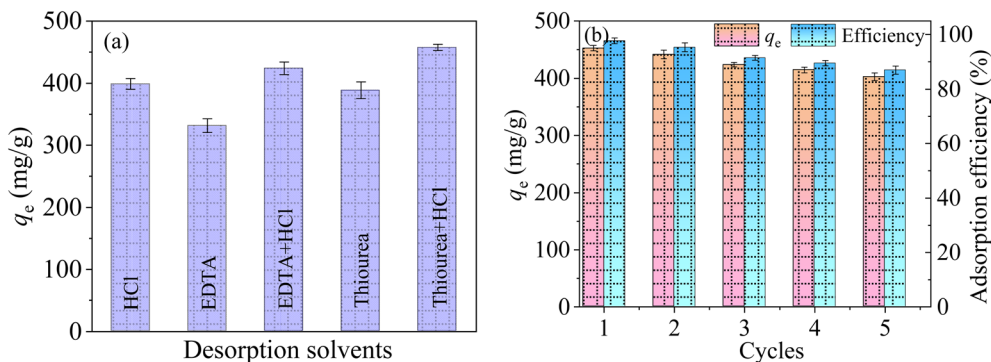 (a)
500
400
300
200
100
0
qe (mg/g)
HCl
EDTA
EDTA+HCl
Thiourea
Thiourea+HCl
Desorption solvents
(b)
qe
Efficiency
500
400
300
200
100
0
qe (mg/g)
1 2 3 4 5
Cycles
100
80
60
40
20
0
Adsorption efficiency (%)